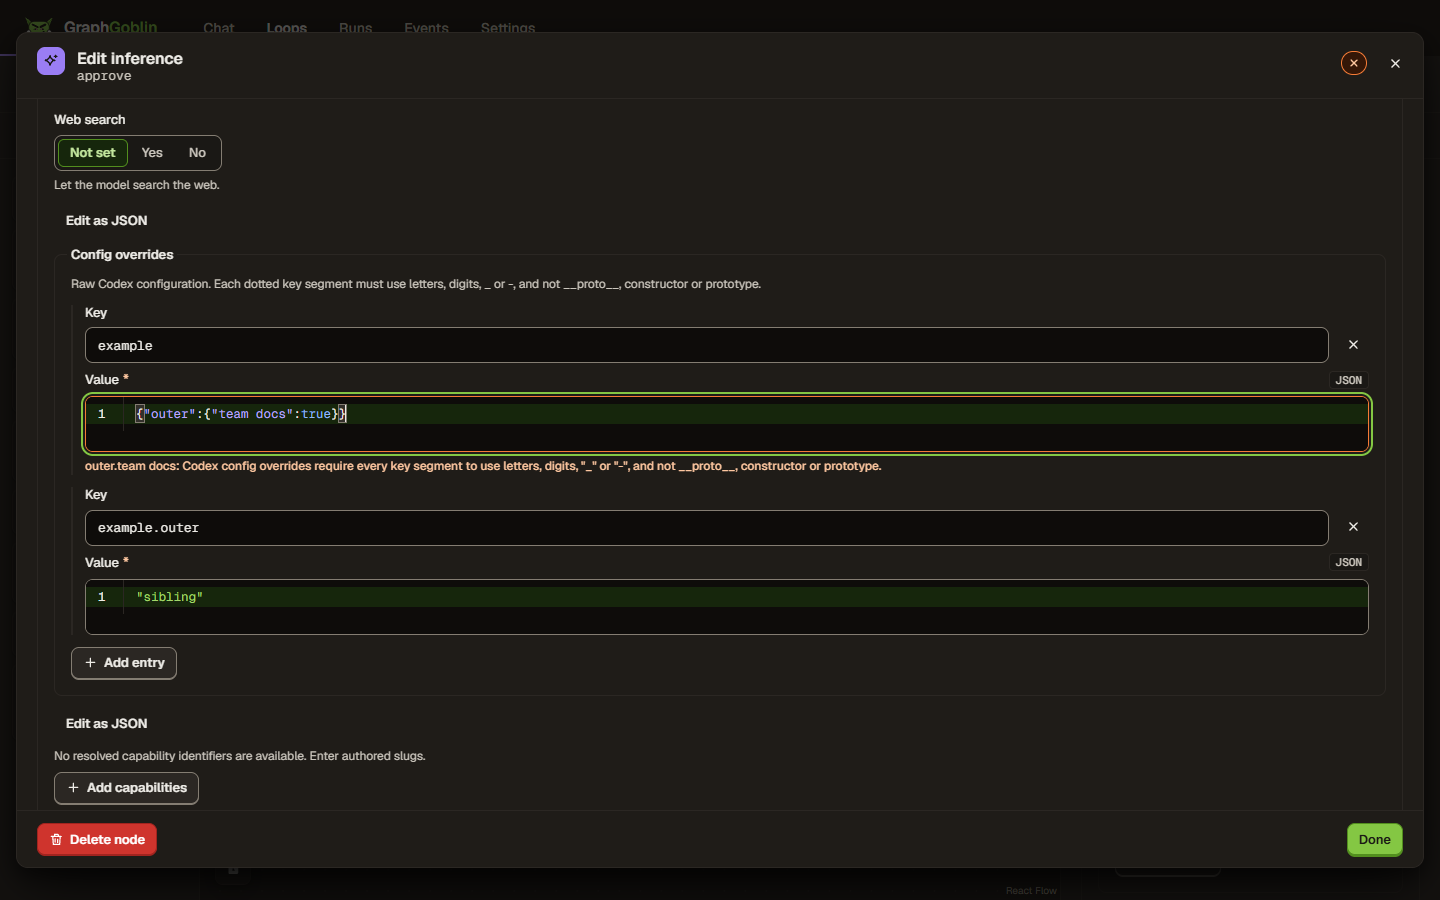 GraphGoblin Chat Loops Runs Events Settings
Edit inference
approve
Web search
Not set Yes No
Let the model search the web.
Edit as JSON
Config overrides
Raw Codex configuration. Each dotted key segment must use letters, digits, _ or -, and not __proto__, constructor or prototype.
Key
example
Value *
JSON
1 {"outer":{"team docs":true}}
outer.team docs: Codex config overrides require every key segment to use letters, digits, "_" or "-", and not __proto__, constructor or prototype.
Key
example.outer
Value *
JSON
1 "sibling"
+ Add entry
Edit as JSON
No resolved capability identifiers are available. Enter authored slugs.
+ Add capabilities
Delete node
Done
React Flow